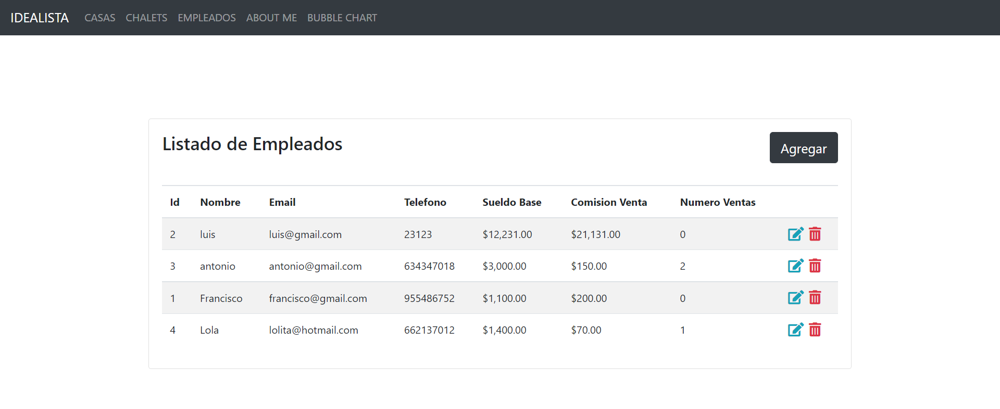 IDEALISTA CASAS CHALETS EMPLEADOS ABOUT ME BUBBLE CHART
Listado de Empleados Agregar
Id Nombre Email Telefono Sueldo Base Comision Venta Numero Ventas
2 luis luis@gmail.com 23123 $12,231.00 $21,131.00 0
3 antonio antonio@gmail.com 634347018 $3,000.00 $150.00 2
1 Francisco francisco@gmail.com 955486752 $1,100.00 $200.00 0
4 Lola lolita@hotmail.com 662137012 $1,400.00 $70.00 1